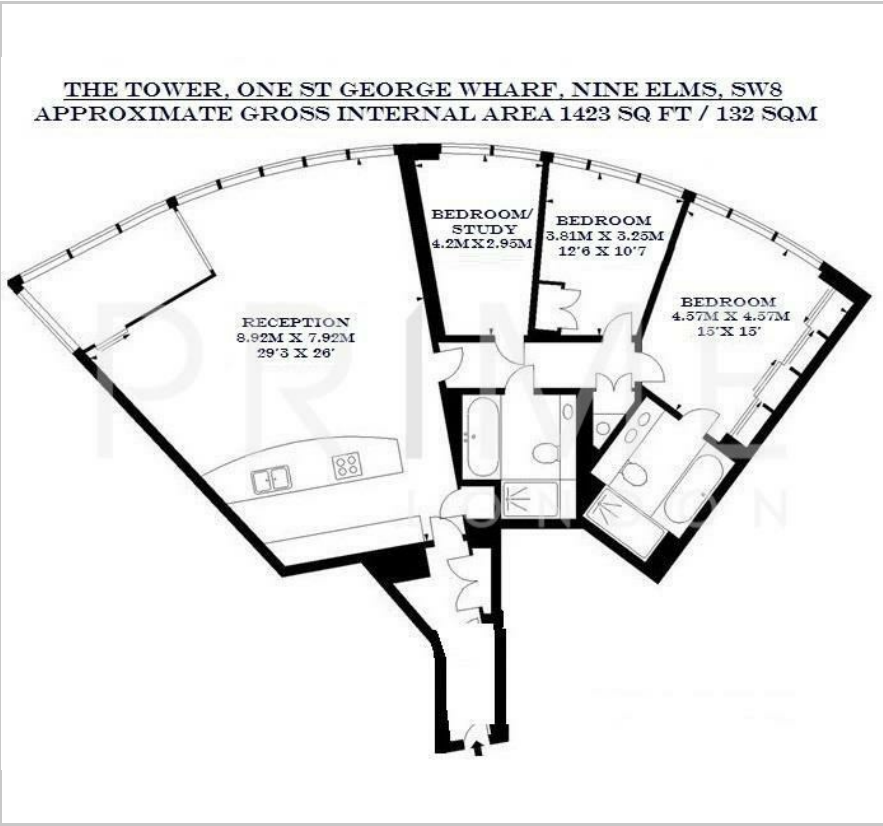 THE TOWER, ONE ST GEORGE WHARF, NINE ELMS, SW8
APPROXIMATE GROSS INTERNAL AREA 1423 SQ FT / 132 SQM
BEDROOM/
STUDY
4.2MX2.95M
BEDROOM
3.81M X 3.25M
12'6 X 10'7
BEDROOM
4.57M X 4.57M
15'X 15'
RECEPTION
8.92M X 7.92M
29'3 X 26'
PRIME
LONDON